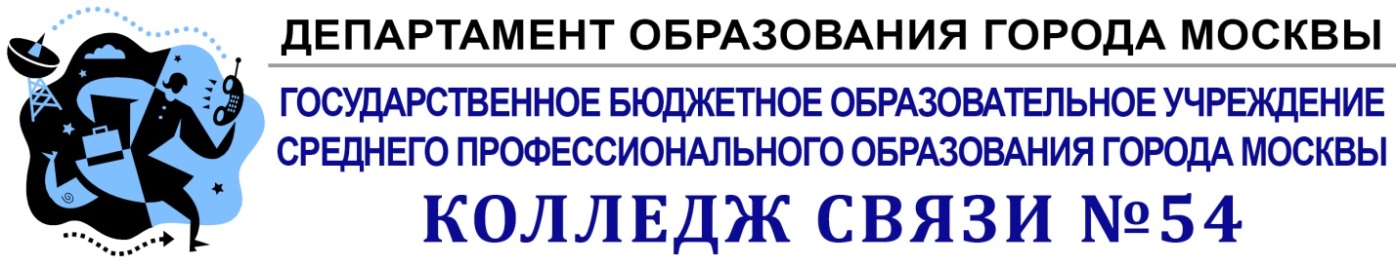 ДЕПАРТАМЕНТ ОБРАЗОВАНИЯ ГОРОДА МОСКВЫ
ГОСУДАРСТВЕННОЕ БЮДЖЕТНОЕ ОБРАЗОВАТЕЛЬНОЕ УЧРЕЖДЕНИЕ
СРЕДНЕГО ПРОФЕССИОНАЛЬНОГО ОБРАЗОВАНИЯ ГОРОДА МОСКВЫ
КОЛЛЕДЖ СВЯЗИ №54